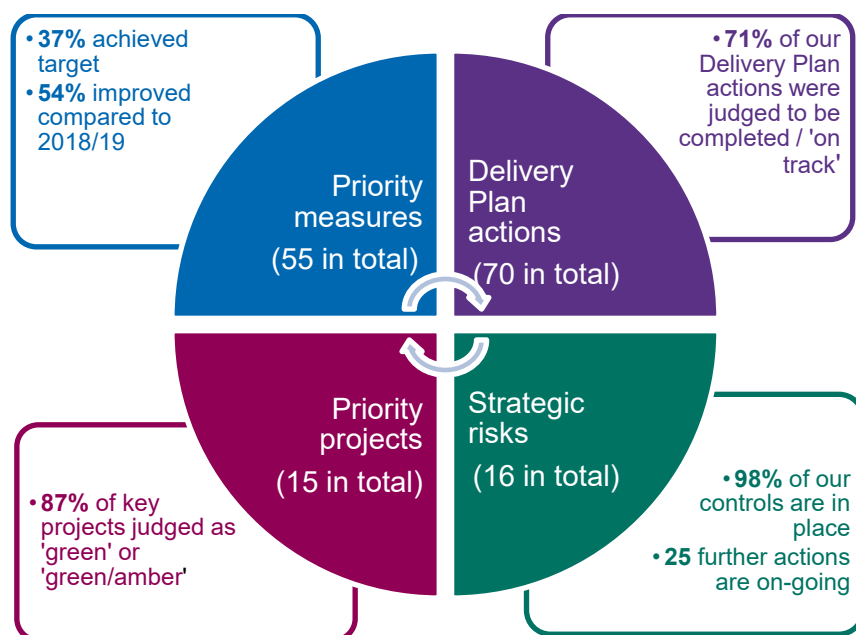 • 37% achieved
target
• 54% improved
compared to
2018/19
• 71% of our
Delivery Plan
actions were
judged to be
completed / 'on
track'
Priority
measures
(55 in total)
Delivery
Plan
actions
(70 in total)
Priority
projects
(15 in total)
Strategic
risks
(16 in total)
• 87% of key
projects judged as
'green' or
'green/amber'
• 98% of our
controls are in
place
• 25 further actions
are on-going